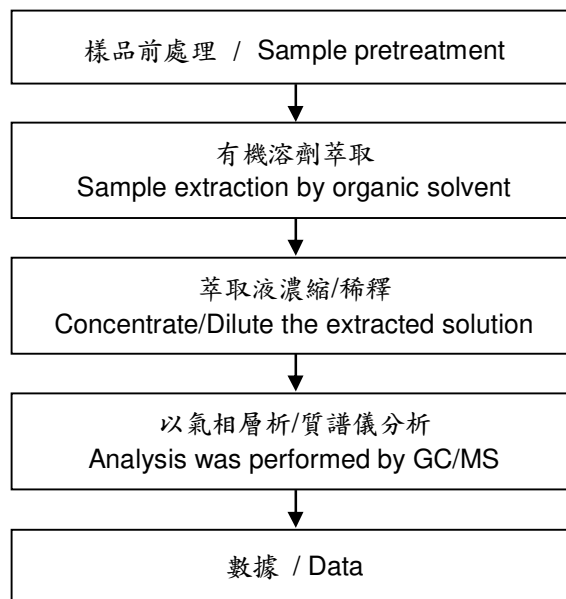 樣品前處理 / Sample pretreatment
有機溶劑萃取
Sample extraction by organic solvent
萃取液濃縮/稀釋
Concentrate/Dilute the extracted solution
以氣相層析/質譜儀分析
Analysis was performed by GC/MS
數據 / Data